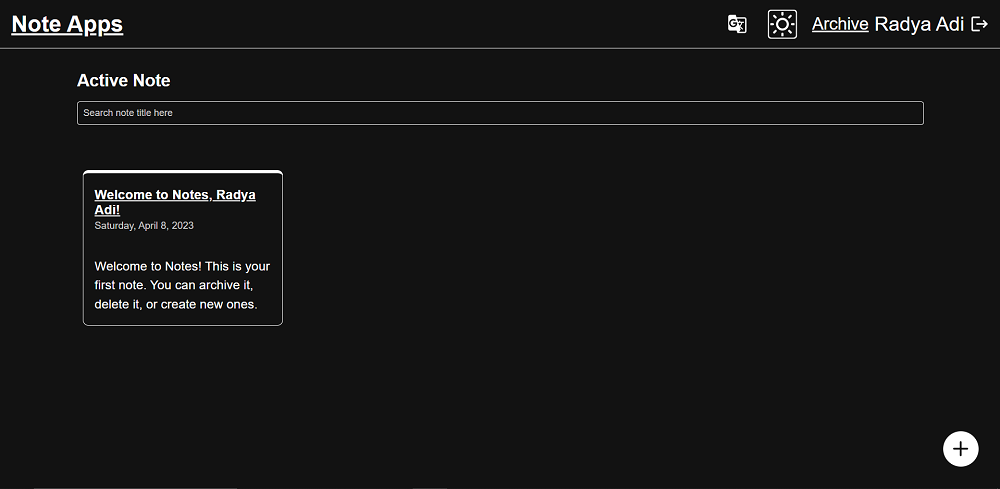 Note Apps
Archive Radya Adi
Active Note
Search note title here
Welcome to Notes, Radya
Adi!
Saturday, April 8, 2023
Welcome to Notes! This is your
first note. You can archive it,
delete it, or create new ones.